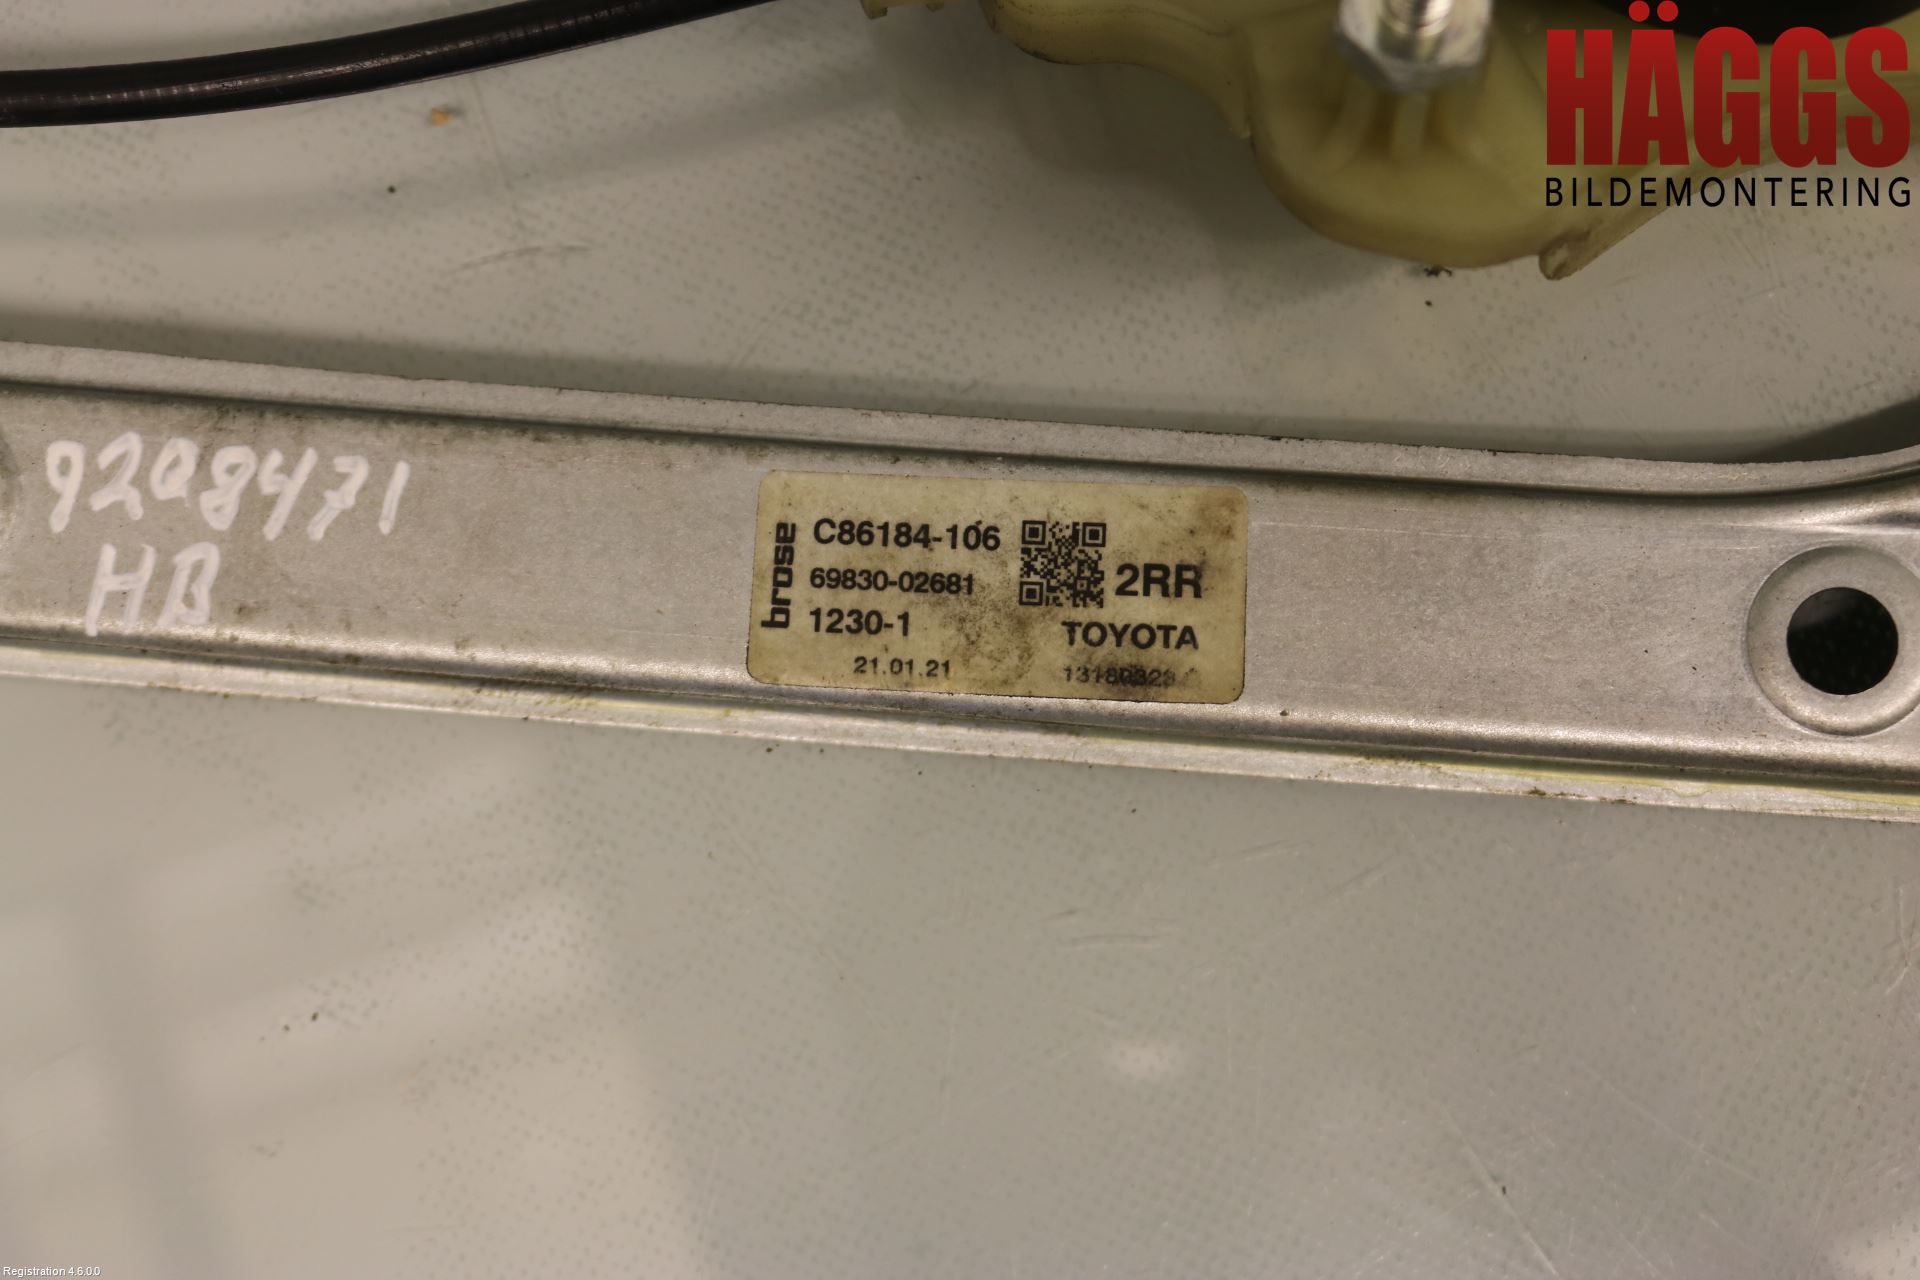 HÄGGS
BILDEMONTERING
9208471
HB
brose
C86184-106
69830-02681
1230-1
21.01.21
2RR
TOYOTA
Registration 4.6.0.0